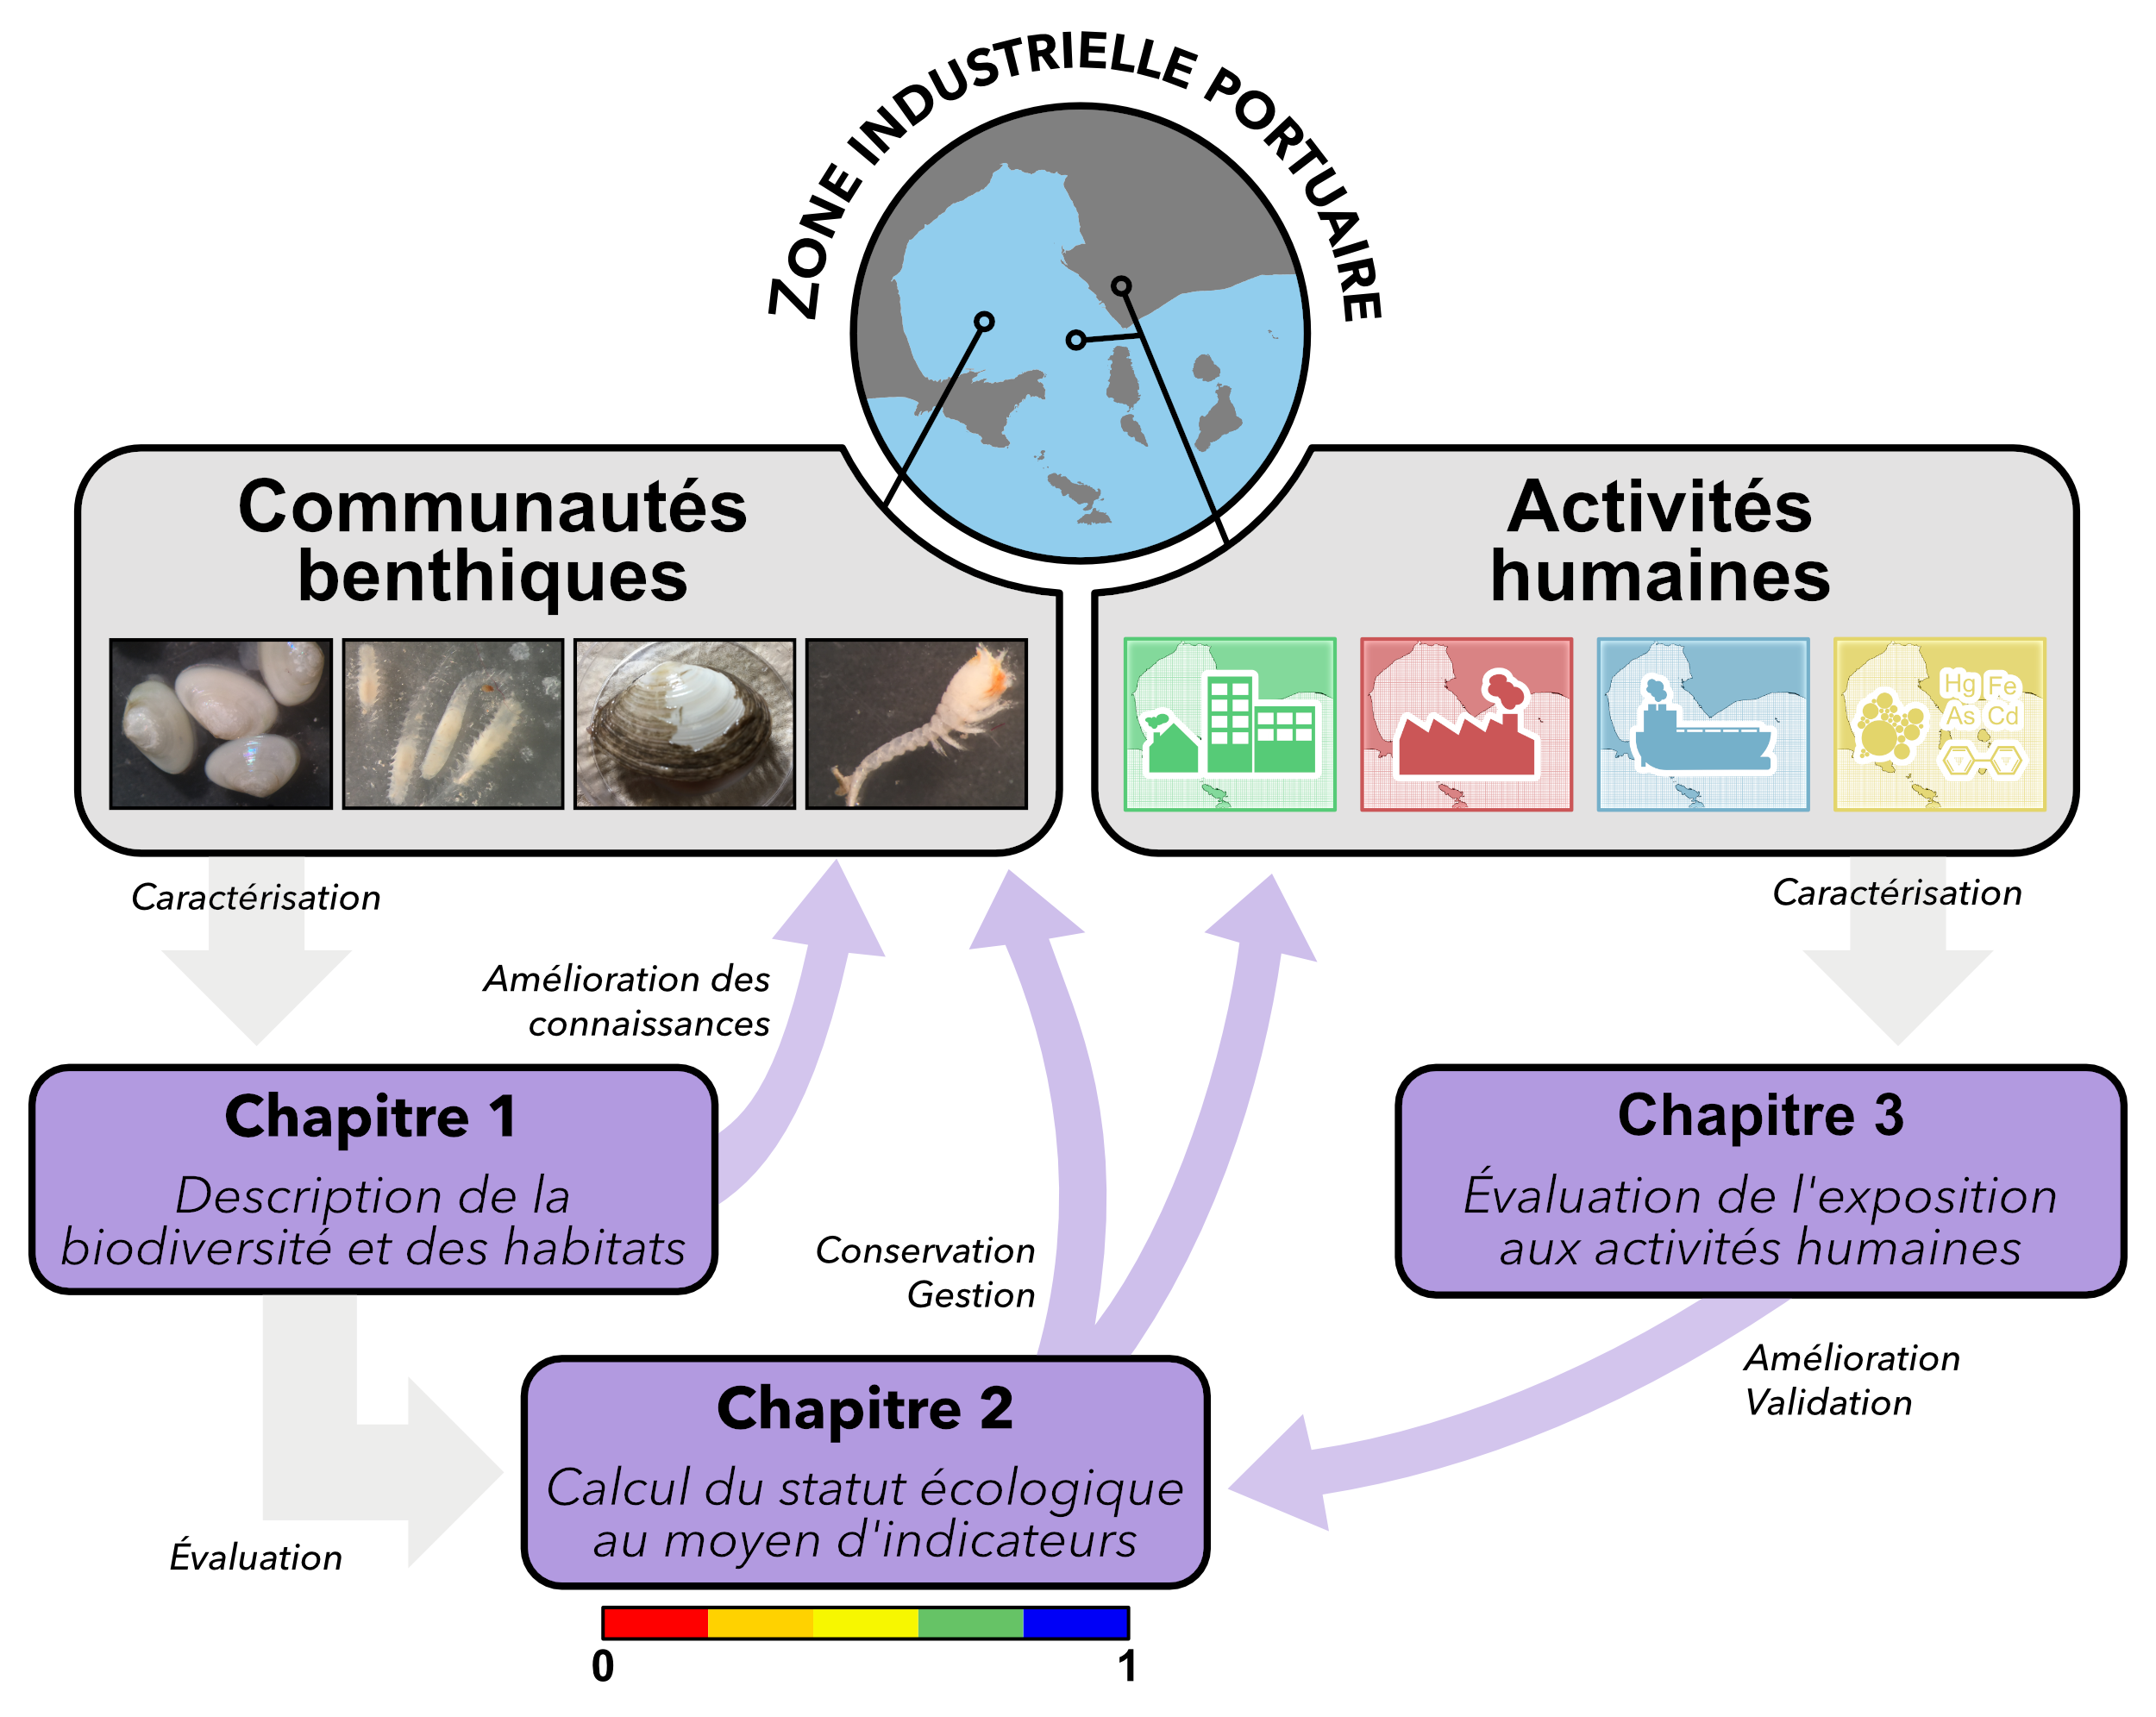 ZONE INDUSTRIELLE PORTUAIRE
Communautés
benthiques
Activités
humaines
Hg Fe
As Cd
Caractérisation
Caractérisation
Amélioration des
connaissances
Chapitre 1
Description de la
biodiversité et des habitats
Chapitre 3
Évaluation de l'exposition
aux activités humaines
Conservation
Gestion
Amélioration
Validation
Chapitre 2
Calcul du statut écologique
au moyen d'indicateurs
Évaluation
0 1